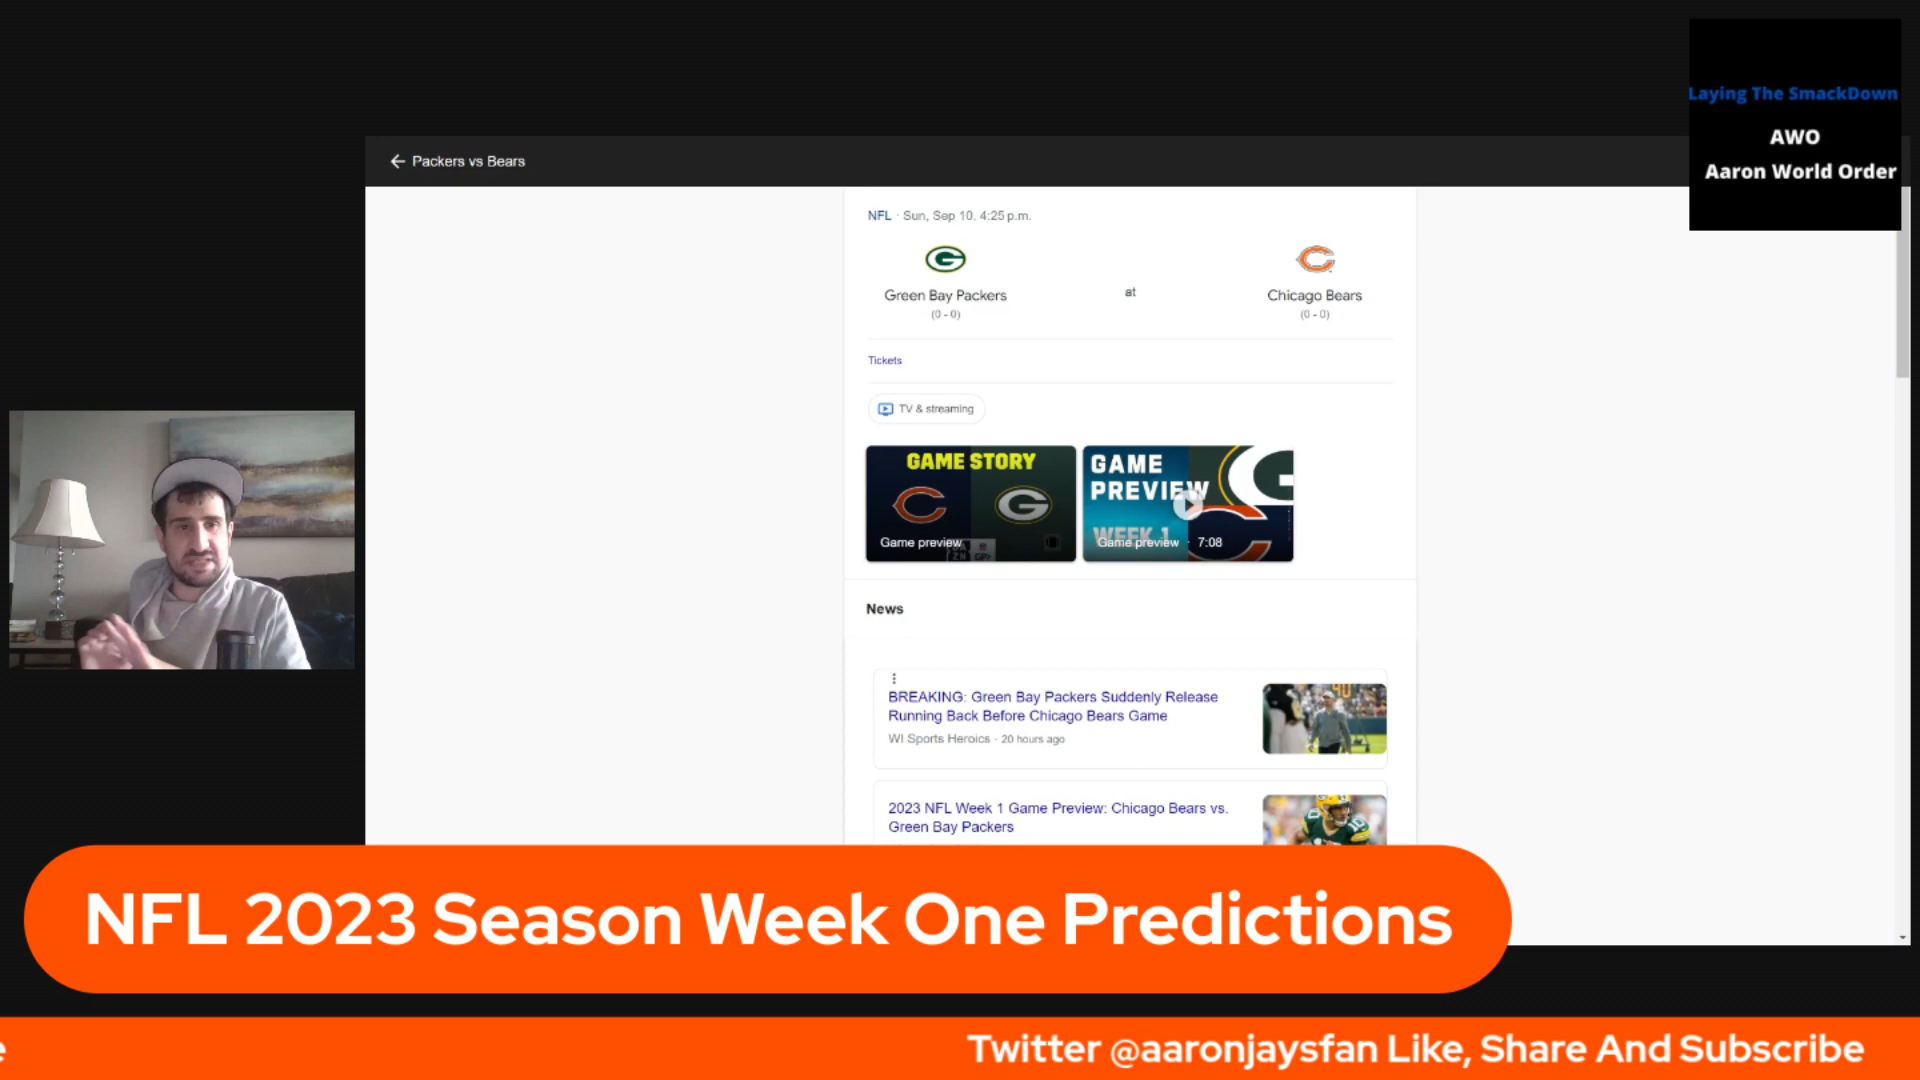 Laying The SmackDown
AWO
Aaron World Order
Packers vs Bears
NFL · Sun, Sep 10, 4:25 p.m.
Green Bay Packers
(0 - 0)
at
Chicago Bears
(0 - 0)
Tickets
TV & streaming
GAME STORY
Game preview
GAME
PREVIEW
WEEK 1
Game preview · 7:08
News
BREAKING: Green Bay Packers Suddenly Release
Running Back Before Chicago Bears Game
WI Sports Heroics · 20 hours ago
2023 NFL Week 1 Game Preview: Chicago Bears vs.
Green Bay Packers
10
NFL 2023 Season Week One Predictions
Twitter @aaronjaysfan Like, Share And Subscribe